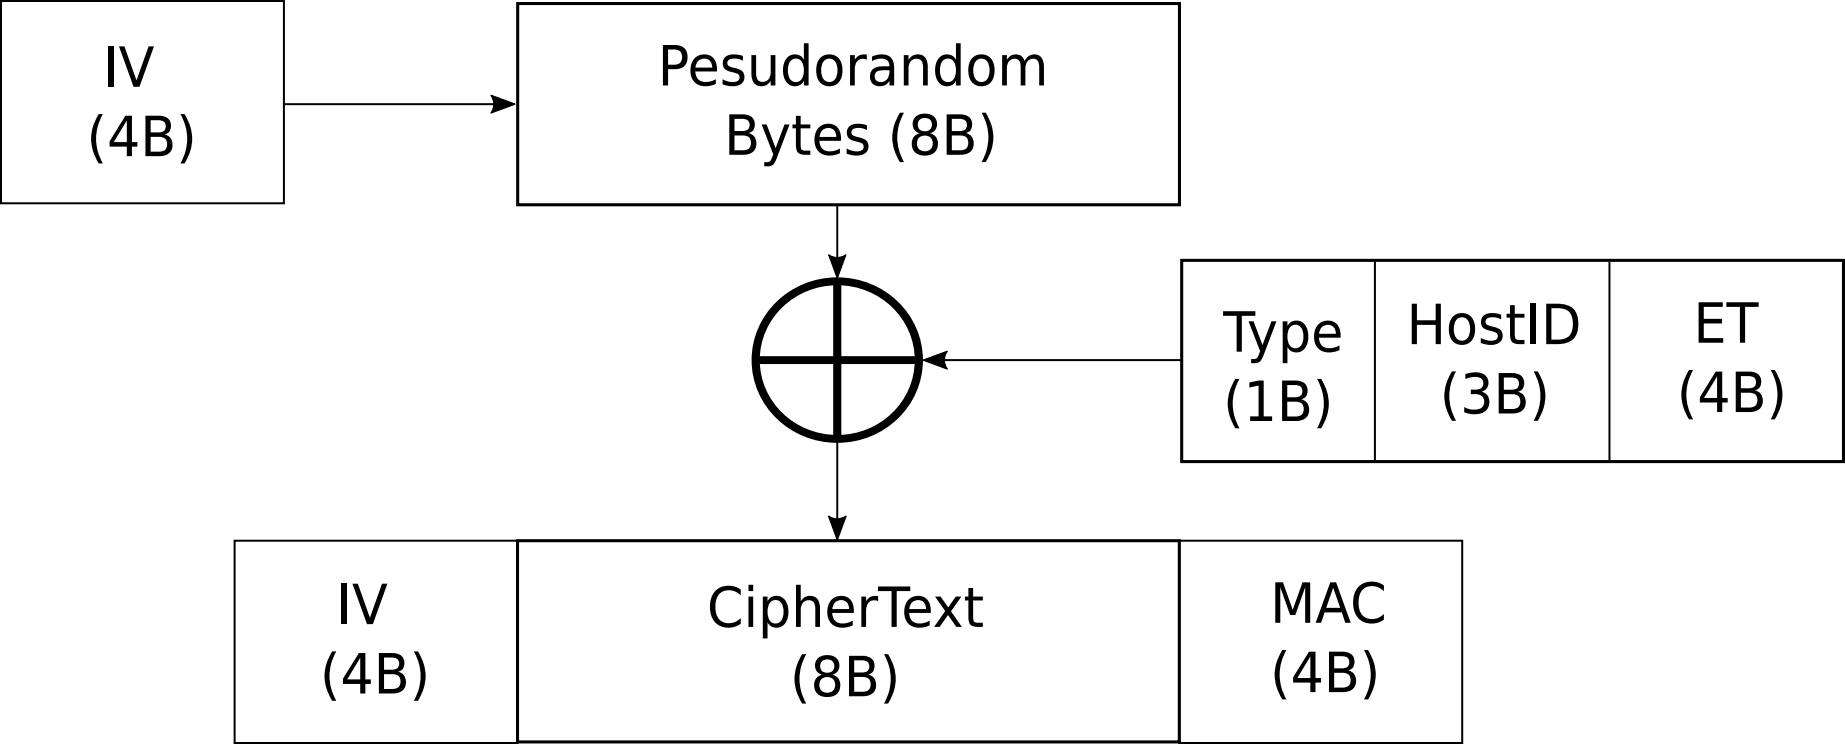 IV
(4B)
Pesudorandom
Bytes (8B)
Type
(1B)
HostID
(3B)
ET
(4B)
IV
(4B)
CipherText
(8B)
MAC
(4B)